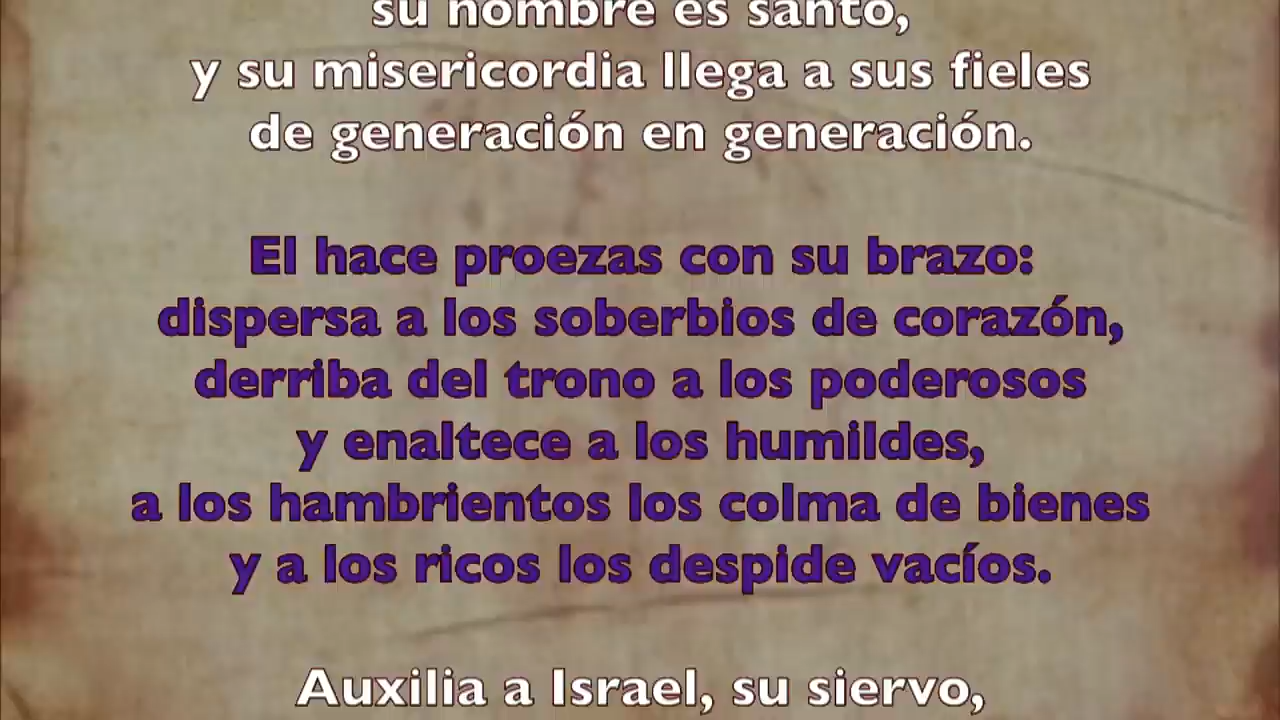 su nombre es santo,
y su misericordia llega a sus fieles
de generación en generación.
El hace proezas con su brazo:
dispersa a los soberbios de corazón,
derriba del trono a los poderosos
y enaltece a los humildes,
a los hambrientos los colma de bienes
y a los ricos los despide vacíos.
Auxilia a Israel, su siervo,